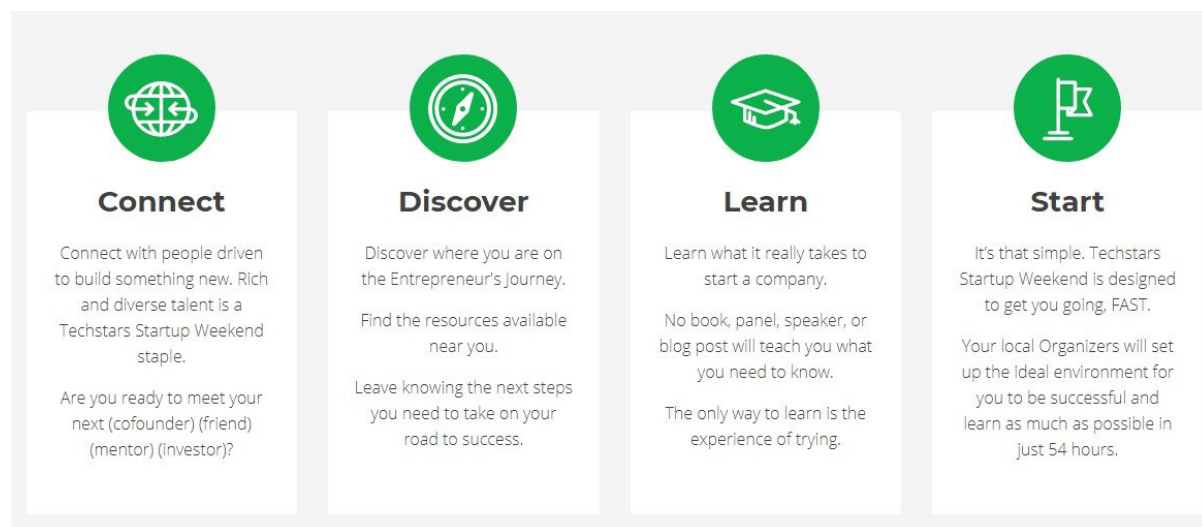 Connect
Connect with people driven
to build something new. Rich
and diverse talent is a
Techstars Startup Weekend
staple.
Are you ready to meet your
next (cofounder) (friend)
(mentor) (investor)?
Discover
Discover where you are on
the Entrepreneur's Journey.
Find the resources available
near you.
Leave knowing the next steps
you need to take on your
road to success.
Learn
Learn what it really takes to
start a company.
No book, panel, speaker, or
blog post will teach you what
you need to know.
The only way to learn is the
experience of trying.
Start
It's that simple. Techstars
Startup Weekend is designed
to get you going, FAST.
Your local Organizers will set
up the ideal environment for
you to be successful and
learn as much as possible in
just 54 hours.